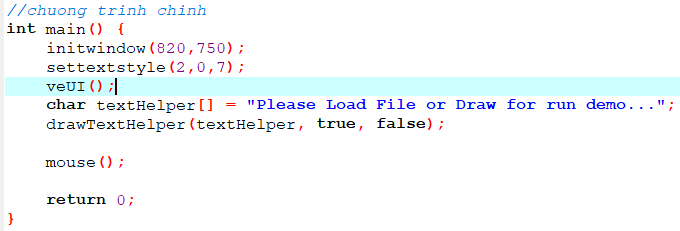 //chuong trinh chinh
int main() {
    initwindow(820,750);
    settextstyle(2,0,7);
    veUI();
    char textHelper[] = "Please Load File or Draw for run demo...";
    drawTextHelper(textHelper, true, false);
    mouse();
    return 0;
}